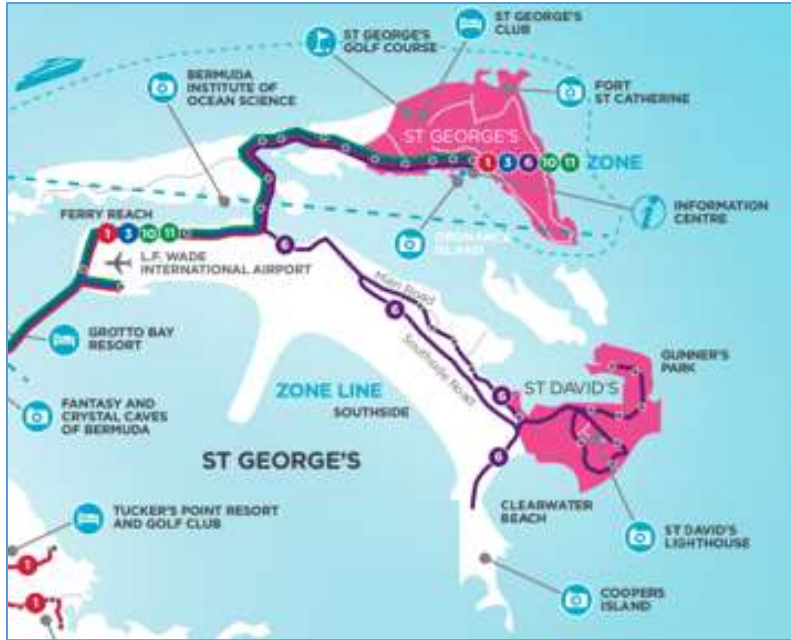 ST GEORGE'S
GOLF COURSE
ST GEORGE'S
CLUB
BERMUDA
INSTITUTE OF
OCEAN SCIENCE
FORT
ST CATHERINE
ST GEORGE'S
1 3 6 10 11 ZONE
INFORMATION
CENTRE
ISLAND
FERRY REACH
1 3 10 11
6
L.F. WADE
INTERNATIONAL AIRPORT
Main Road
6
Southside Road
GROTTO BAY
RESORT
GUNNER'S
PARK
ZONE LINE
SOUTHSIDE
6
ST DAVID'S
FANTASY AND
CRYSTAL CAVES
OF BERMUDA
ST GEORGE'S
6
CLEARWATER
BEACH
TUCKER'S POINT RESORT
AND GOLF CLUB
ST DAVID'S
LIGHTHOUSE
1
COOPERS
ISLAND
1